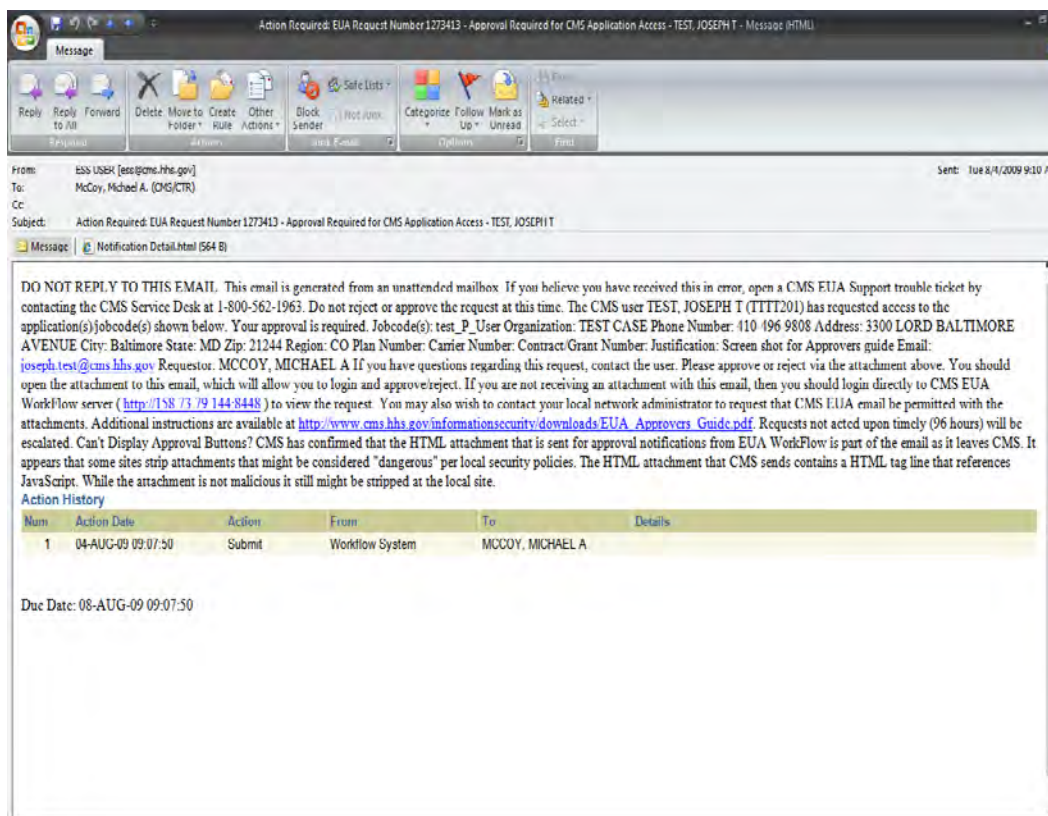 Action Required: EUA Request Number 1273413 - Approval Required for CMS Application Access - TEST, JOSEPH T - Message (HTML)
Message
Reply Reply to All Forward Delete Move to Folder Create Rule Other Actions Block Sender Safe Lists Not Junk Categorize Follow Up Mark as Unread Related Select
Respond Actions Junk E-mail Options Find
From: ESS USER [ess@cms.hhs.gov] Sent: Tue 8/4/2009 9:10
To: McCoy, Michael A. (CMS/CTR)
Cc:
Subject: Action Required: EUA Request Number 1273413 - Approval Required for CMS Application Access - TEST, JOSEPH T
Message Notification Detail.html (564 B)
DO NOT REPLY TO THIS EMAIL. This email is generated from an unattended mailbox. If you believe you have received this in error, open a CMS EUA Support trouble ticket by
contacting the CMS Service Desk at 1-800-562-1963. Do not reject or approve the request at this time. The CMS user TEST, JOSEPH T (TTTT201) has requested access to the
application(s)/jobcode(s) shown below. Your approval is required. Jobcode(s): test_P_User Organization: TEST CASE Phone Number: 410 496 9808 Address: 3300 LORD BALTIMORE
AVENUE City: Baltimore State: MD Zip: 21244 Region: CO Plan Number: Carrier Number: Contract/Grant Number: Justification: Screen shot for Approvers guide Email:
joseph.test@cms.hhs.gov Requestor: MCCOY, MICHAEL A If you have questions regarding this request, contact the user. Please approve or reject via the attachment above. You should
open the attachment to this email, which will allow you to login and approve/reject. If you are not receiving an attachment with this email, then you should login directly to CMS EUA
WorkFlow server ( http://158.73.79.144:8448 ) to view the request. You may also wish to contact your local network administrator to request that CMS EUA email be permitted with the
attachments. Additional instructions are available at http://www.cms.hhs.gov/informationsecurity/downloads/EUA_Approvers_Guide.pdf. Requests not acted upon timely (96 hours) will be
escalated. Can't Display Approval Buttons? CMS has confirmed that the HTML attachment that is sent for approval notifications from EUA WorkFlow is part of the email as it leaves CMS. It
appears that some sites strip attachments that might be considered "dangerous" per local security policies. The HTML attachment that CMS sends contains a HTML tag line that references
JavaScript. While the attachment is not malicious it still might be stripped at the local site.
Action History
Num Action Date Action From To Details
1 04-AUG-09 09:07:50 Submit Workflow System MCCOY, MICHAEL A
Due Date: 08-AUG-09 09:07:50